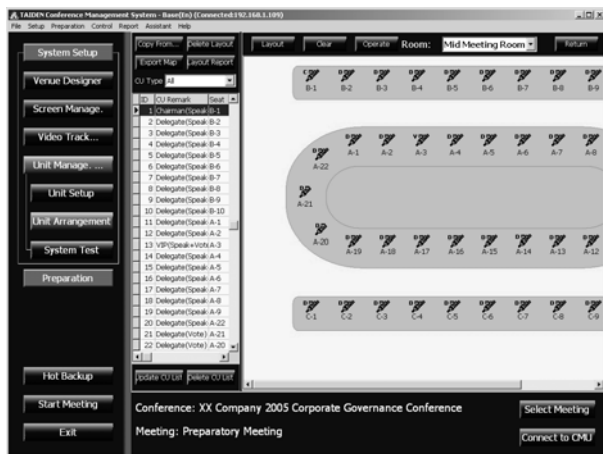 TAIDEN Conference Management System - Base(En) (Connected:192.168.1.109)
File Setup Preparation Control Report Assistant Help
System Setup
Venue Designer
Screen Manage.
Video Track...
Unit Manage. ...
Unit Setup
Unit Arrangement
System Test
Preparation
Hot Backup
Start Meeting
Exit
Copy From... Delete Layout
Export Map Layout Report
CU Type All
ID CU Remark Seat
1 Chairman(Speak B-1
2 Delegate(Speak B-2
3 Delegate(Speak B-3
4 Delegate(Speak B-4
5 Delegate(Speak B-5
6 Delegate(Speak B-6
7 Delegate(Speak B-7
8 Delegate(Speak B-8
9 Delegate(Speak B-9
10 Delegate(Speak B-10
11 Delegate(Speak A-1
12 Delegate(Speak A-2
13 VIP(Speak+Vote A-3
14 Delegate(Speak A-4
15 Delegate(Speak A-5
16 Delegate(Speak A-6
17 Delegate(Speak A-7
18 Delegate(Speak A-8
19 Delegate(Speak A-9
20 Delegate(Speak A-22
21 Delegate(Vote) A-21
22 Delegate(Vote) A-20
Update CU List Delete CU List
Layout Clear Operate Room: Mid Meeting Room Return
B-1 B-2 B-3 B-4 B-5 B-6 B-7 B-8 B-9
A-1 A-2 A-3 A-4 A-5 A-6 A-7 A-8 A-9
A-22
A-21
A-20
A-19 A-18 A-17 A-16 A-15 A-14 A-13 A-12
C-1 C-2 C-3 C-4 C-5 C-6 C-7 C-8 C-9
Conference: XX Company 2005 Corporate Governance Conference
Meeting: Preparatory Meeting
Select Meeting
Connect to CMU